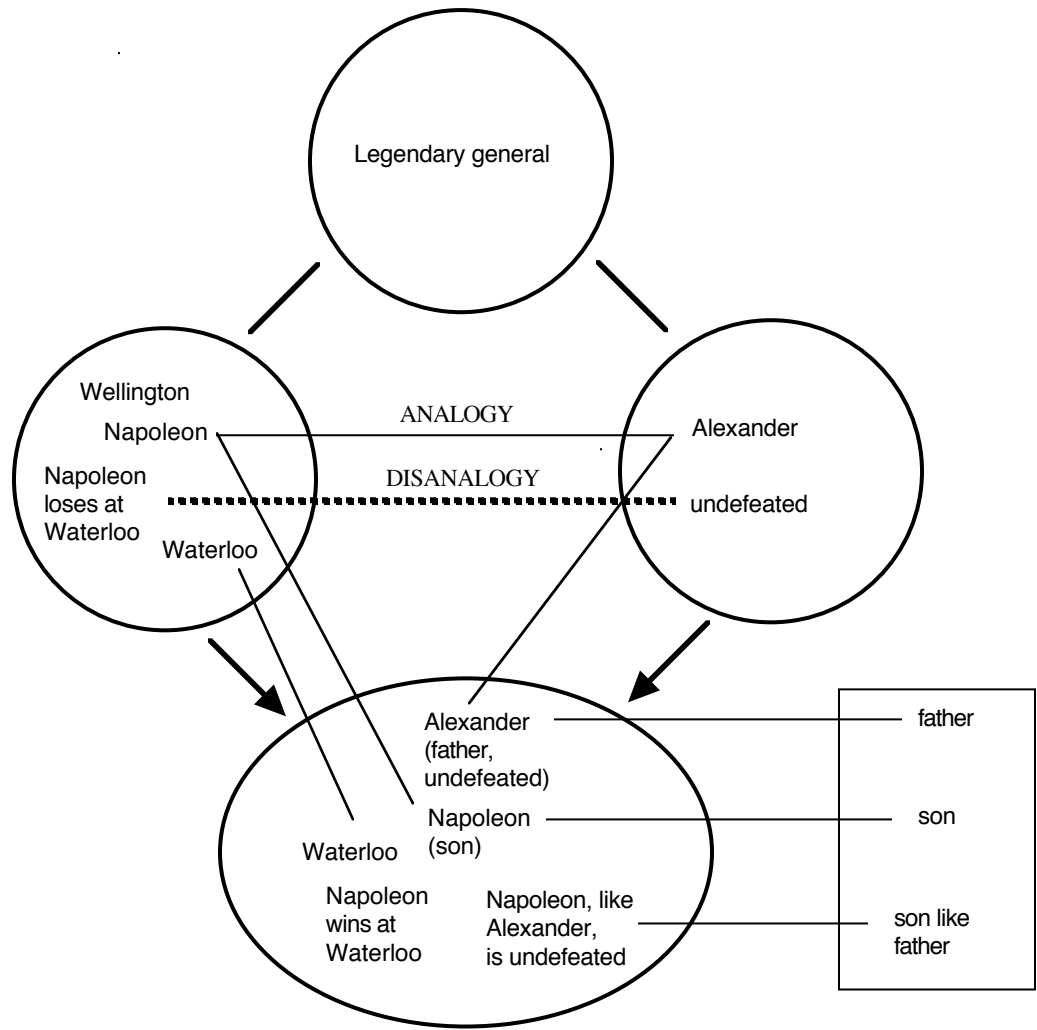 Legendary general
Wellington
Napoleon
Napoleon
loses at
Waterloo
Waterloo
ANALOGY
DISANALOGY
Alexander
undefeated
Alexander
(father,
undefeated)
Napoleon
(son)
Waterloo
Napoleon
wins at
Waterloo
Napoleon, like
Alexander,
is undefeated
father
son
son like
father